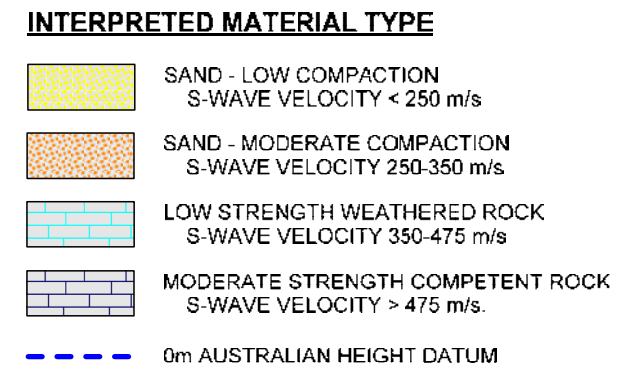 INTERPRETED MATERIAL TYPE
SAND - LOW COMPACTION
S-WAVE VELOCITY < 250 m/s
SAND - MODERATE COMPACTION
S-WAVE VELOCITY 250-350 m/s
LOW STRENGTH WEATHERED ROCK
S-WAVE VELOCITY 350-475 m/s
MODERATE STRENGTH COMPETENT ROCK
S-WAVE VELOCITY > 475 m/s.
0m AUSTRALIAN HEIGHT DATUM